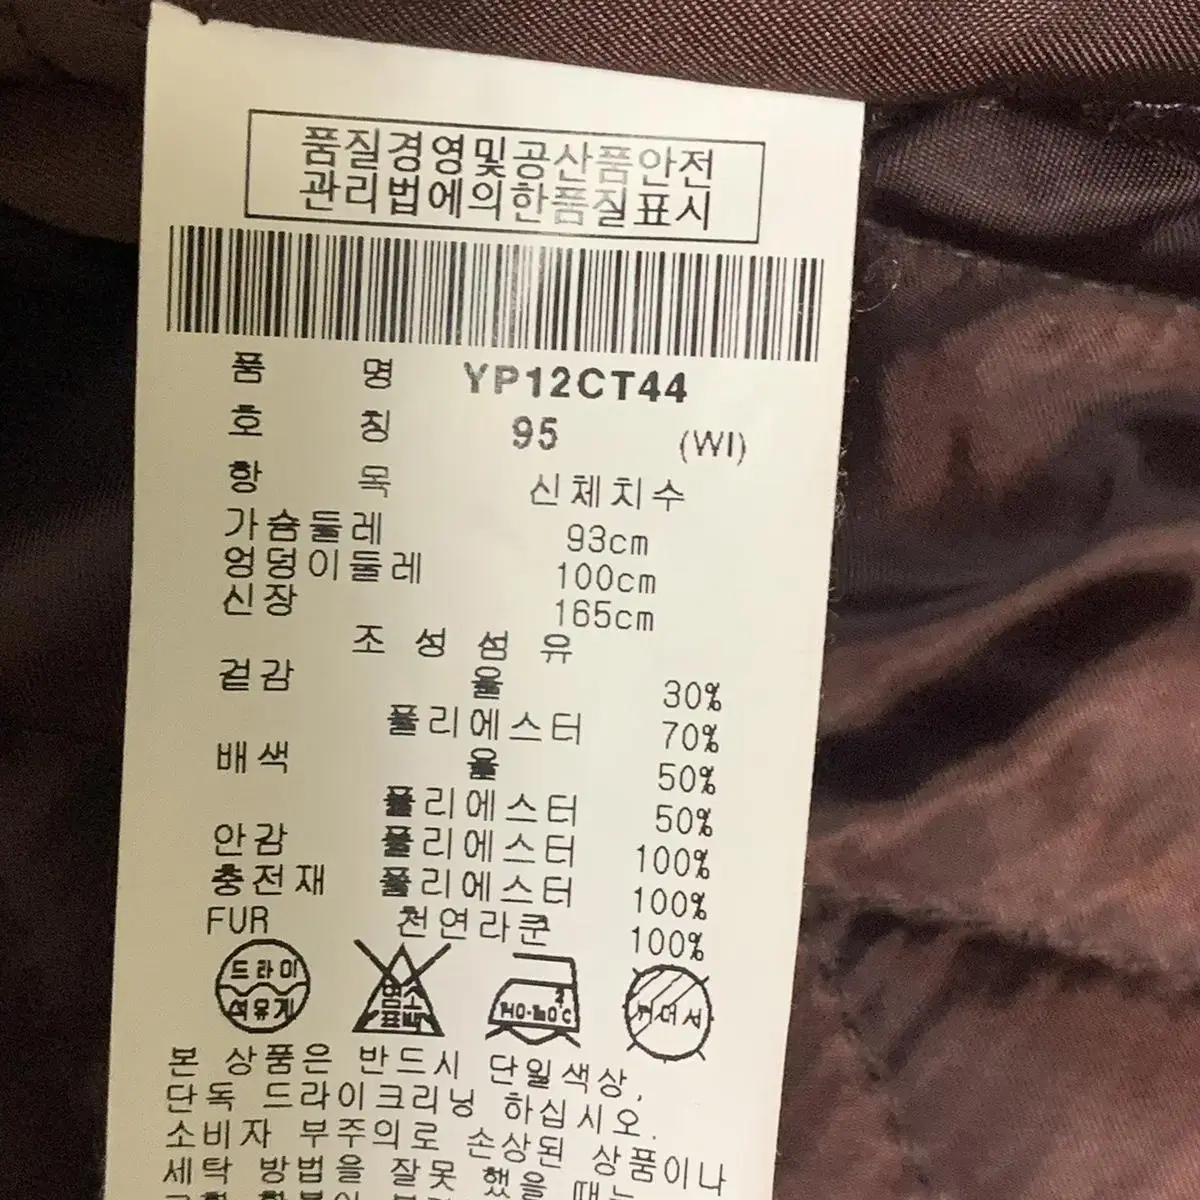 품질경영및공산품안전
관리법에의한품질표시
품 명 YP12CT44
호 칭 95 (WI)
항 목 신체치수
가슴둘레 93cm
엉덩이둘레 100cm
신장 165cm
조 성 섬 유
겉감 울 30%
폴리에스터 70%
배색 울 50%
폴리에스터 50%
안감 폴리에스터 100%
충전재 폴리에스터 100%
FUR 천연라쿤 100%
드라이
석유계
염소
표백
본 상품은 반드시 단일색상,
단독 드라이크리닝 하십시오.
소비자 부주의로 손상된 상품이나
세탁 방법을 잘못 했을 때는